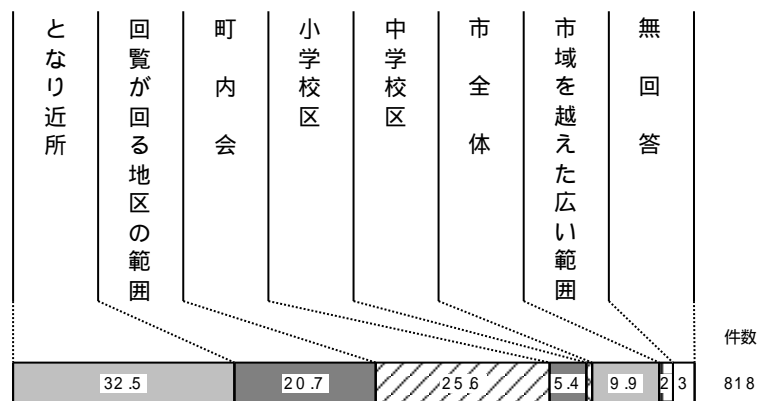 となり近所
回覧が回る地区の範囲
町内会
小学校区
中学校区
市全体
市域を越えた広い範囲
無回答
件数
32.5
20.7
25.6
5.4
9.9
2
3
818